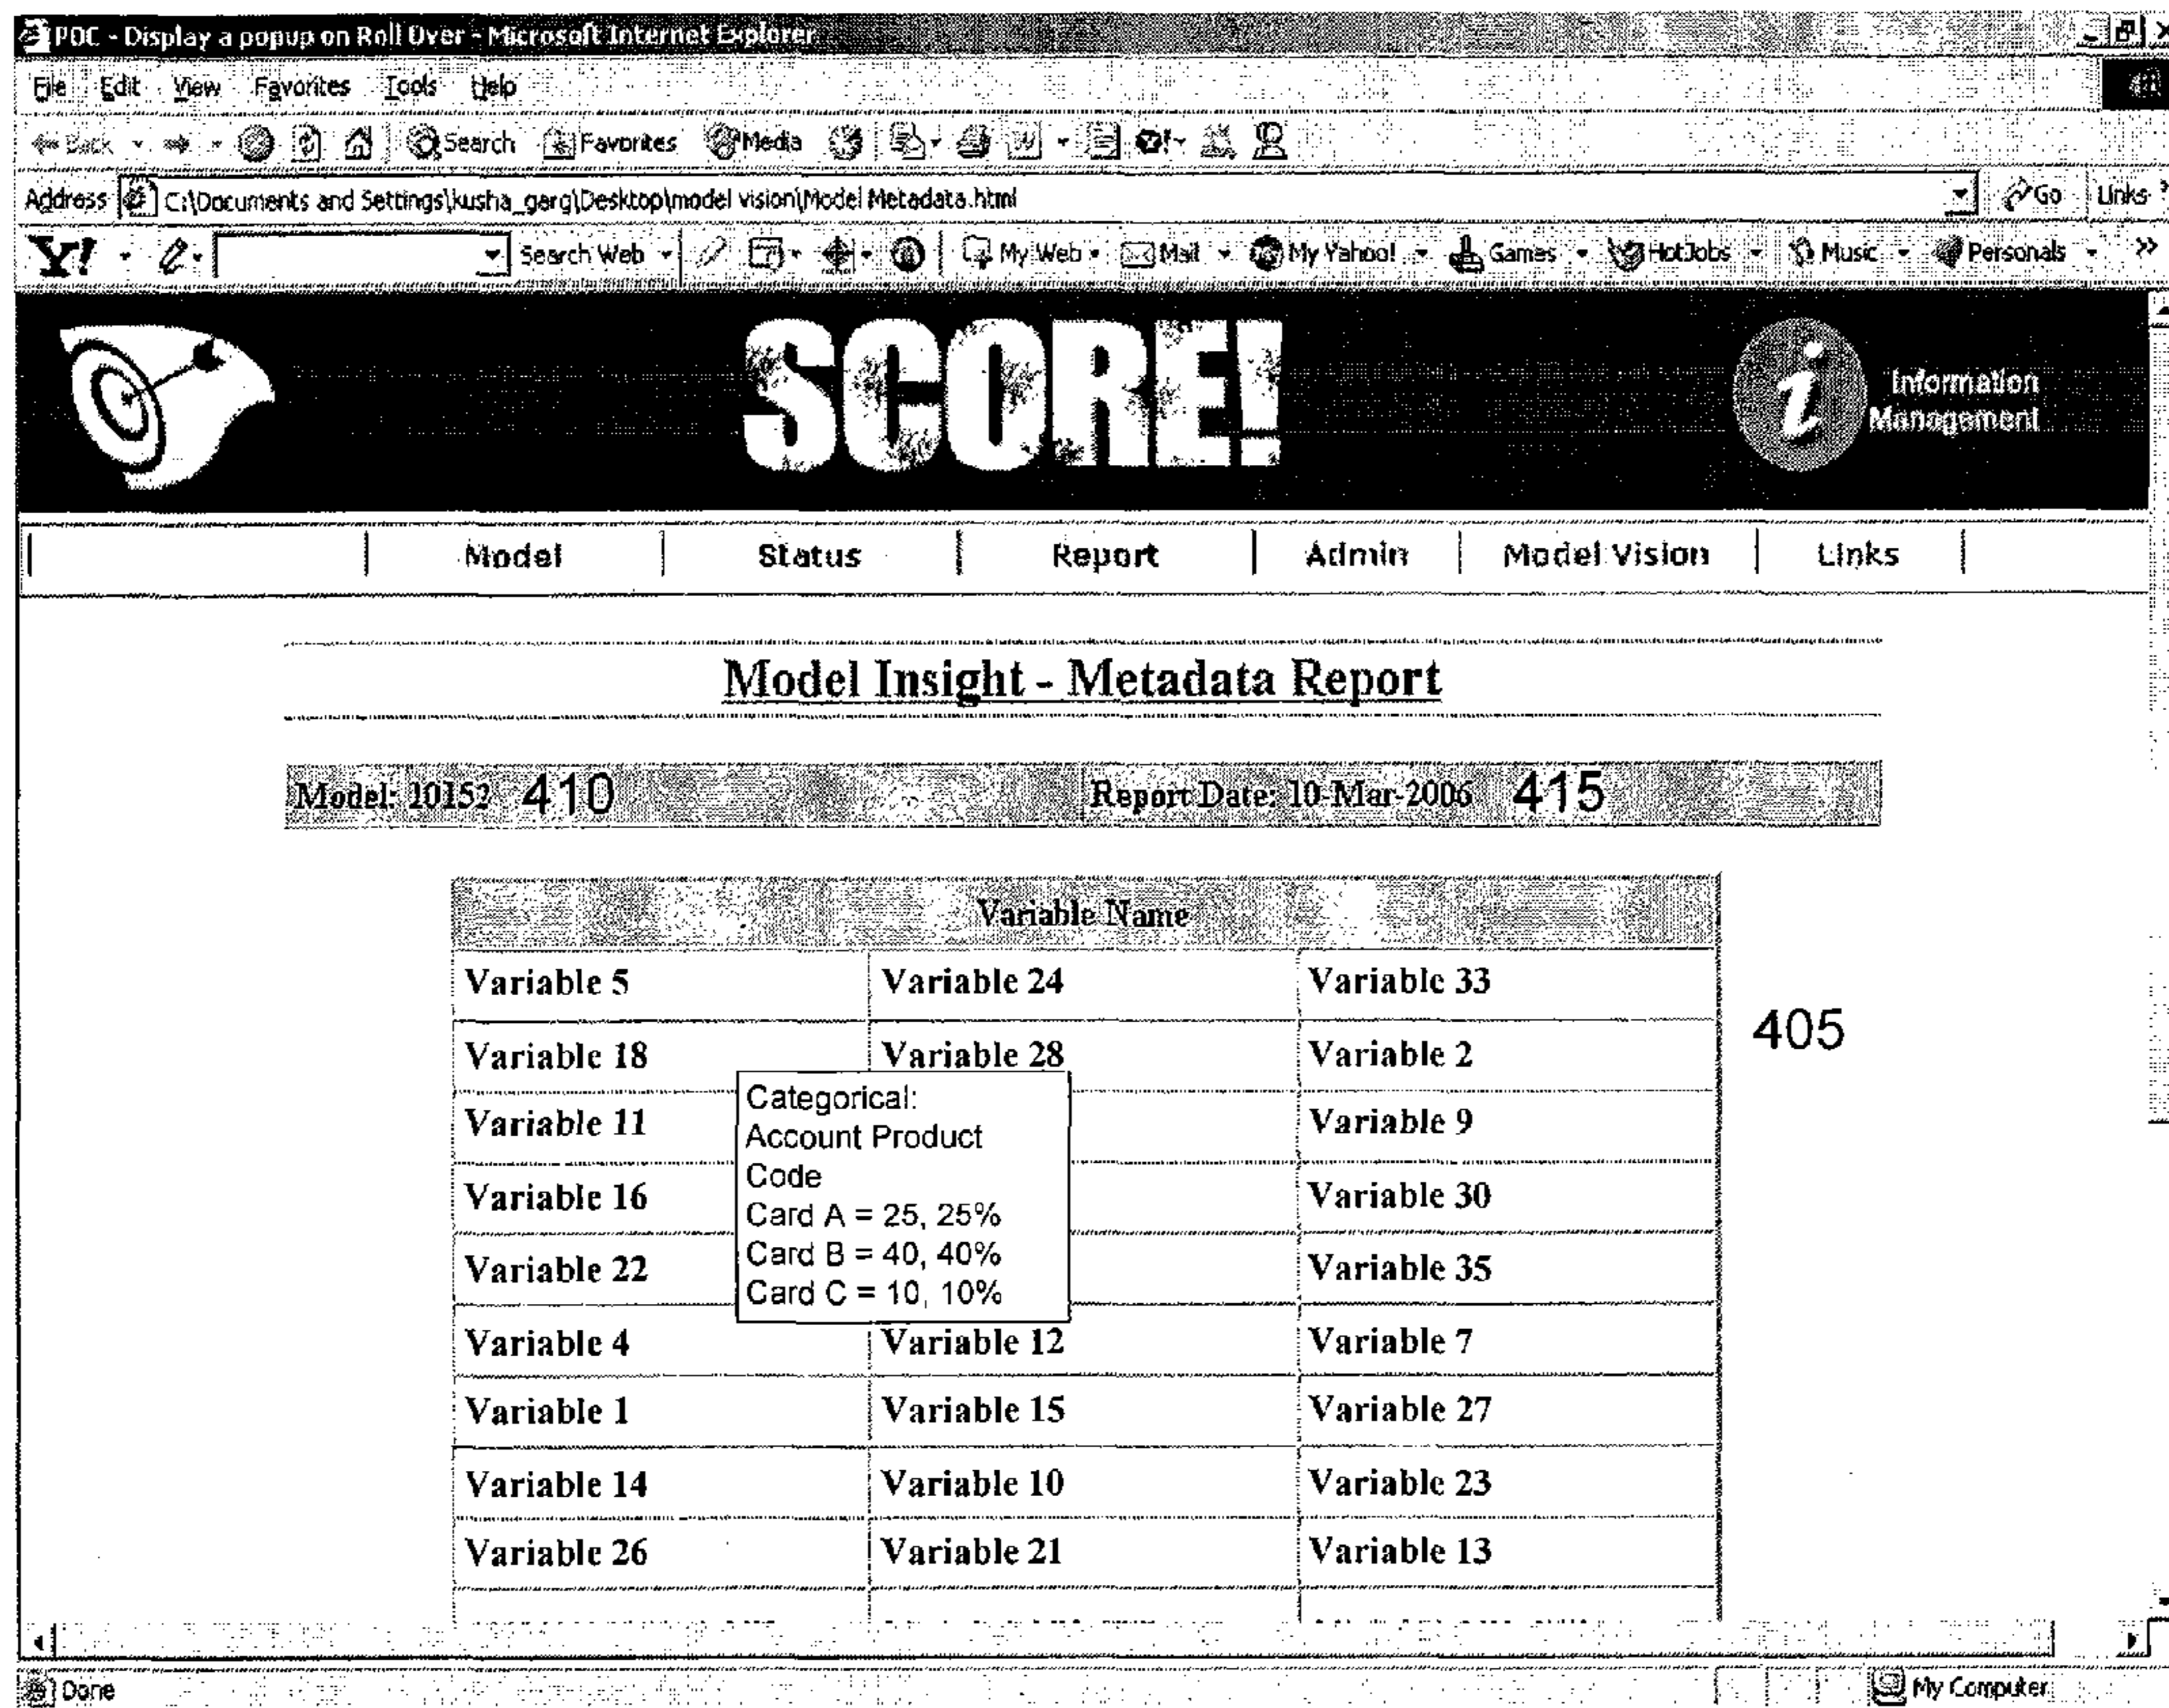 POC - Display a popup on Roll Over - Microsoft Internet Explorer
File Edit View Favorites Tools Help
Back Search Favorites Media
Address C:\Documents and Settings\kusha_garg\Desktop\model vision\Model Metadata.html Go Links
Y! Search Web My Web Mail My Yahoo! Games HotJobs Music Personals »
SCORE!
i Information
Management
Model Status Report Admin Model Vision Links
Model Insight - Metadata Report
Model: 10152 410 Report Date: 10-Mar-2006 415
Variable Name
Variable 5 Variable 24 Variable 33
405
Variable 18 Variable 28 Variable 2
Categorical:
Account Product
Code
Card A = 25, 25%
Card B = 40, 40%
Card C = 10, 10%
Variable 11 Variable 9
Variable 16 Variable 30
Variable 22 Variable 35
Variable 4 Variable 12 Variable 7
Variable 1 Variable 15 Variable 27
Variable 14 Variable 10 Variable 23
Variable 26 Variable 21 Variable 13
Done My Computer